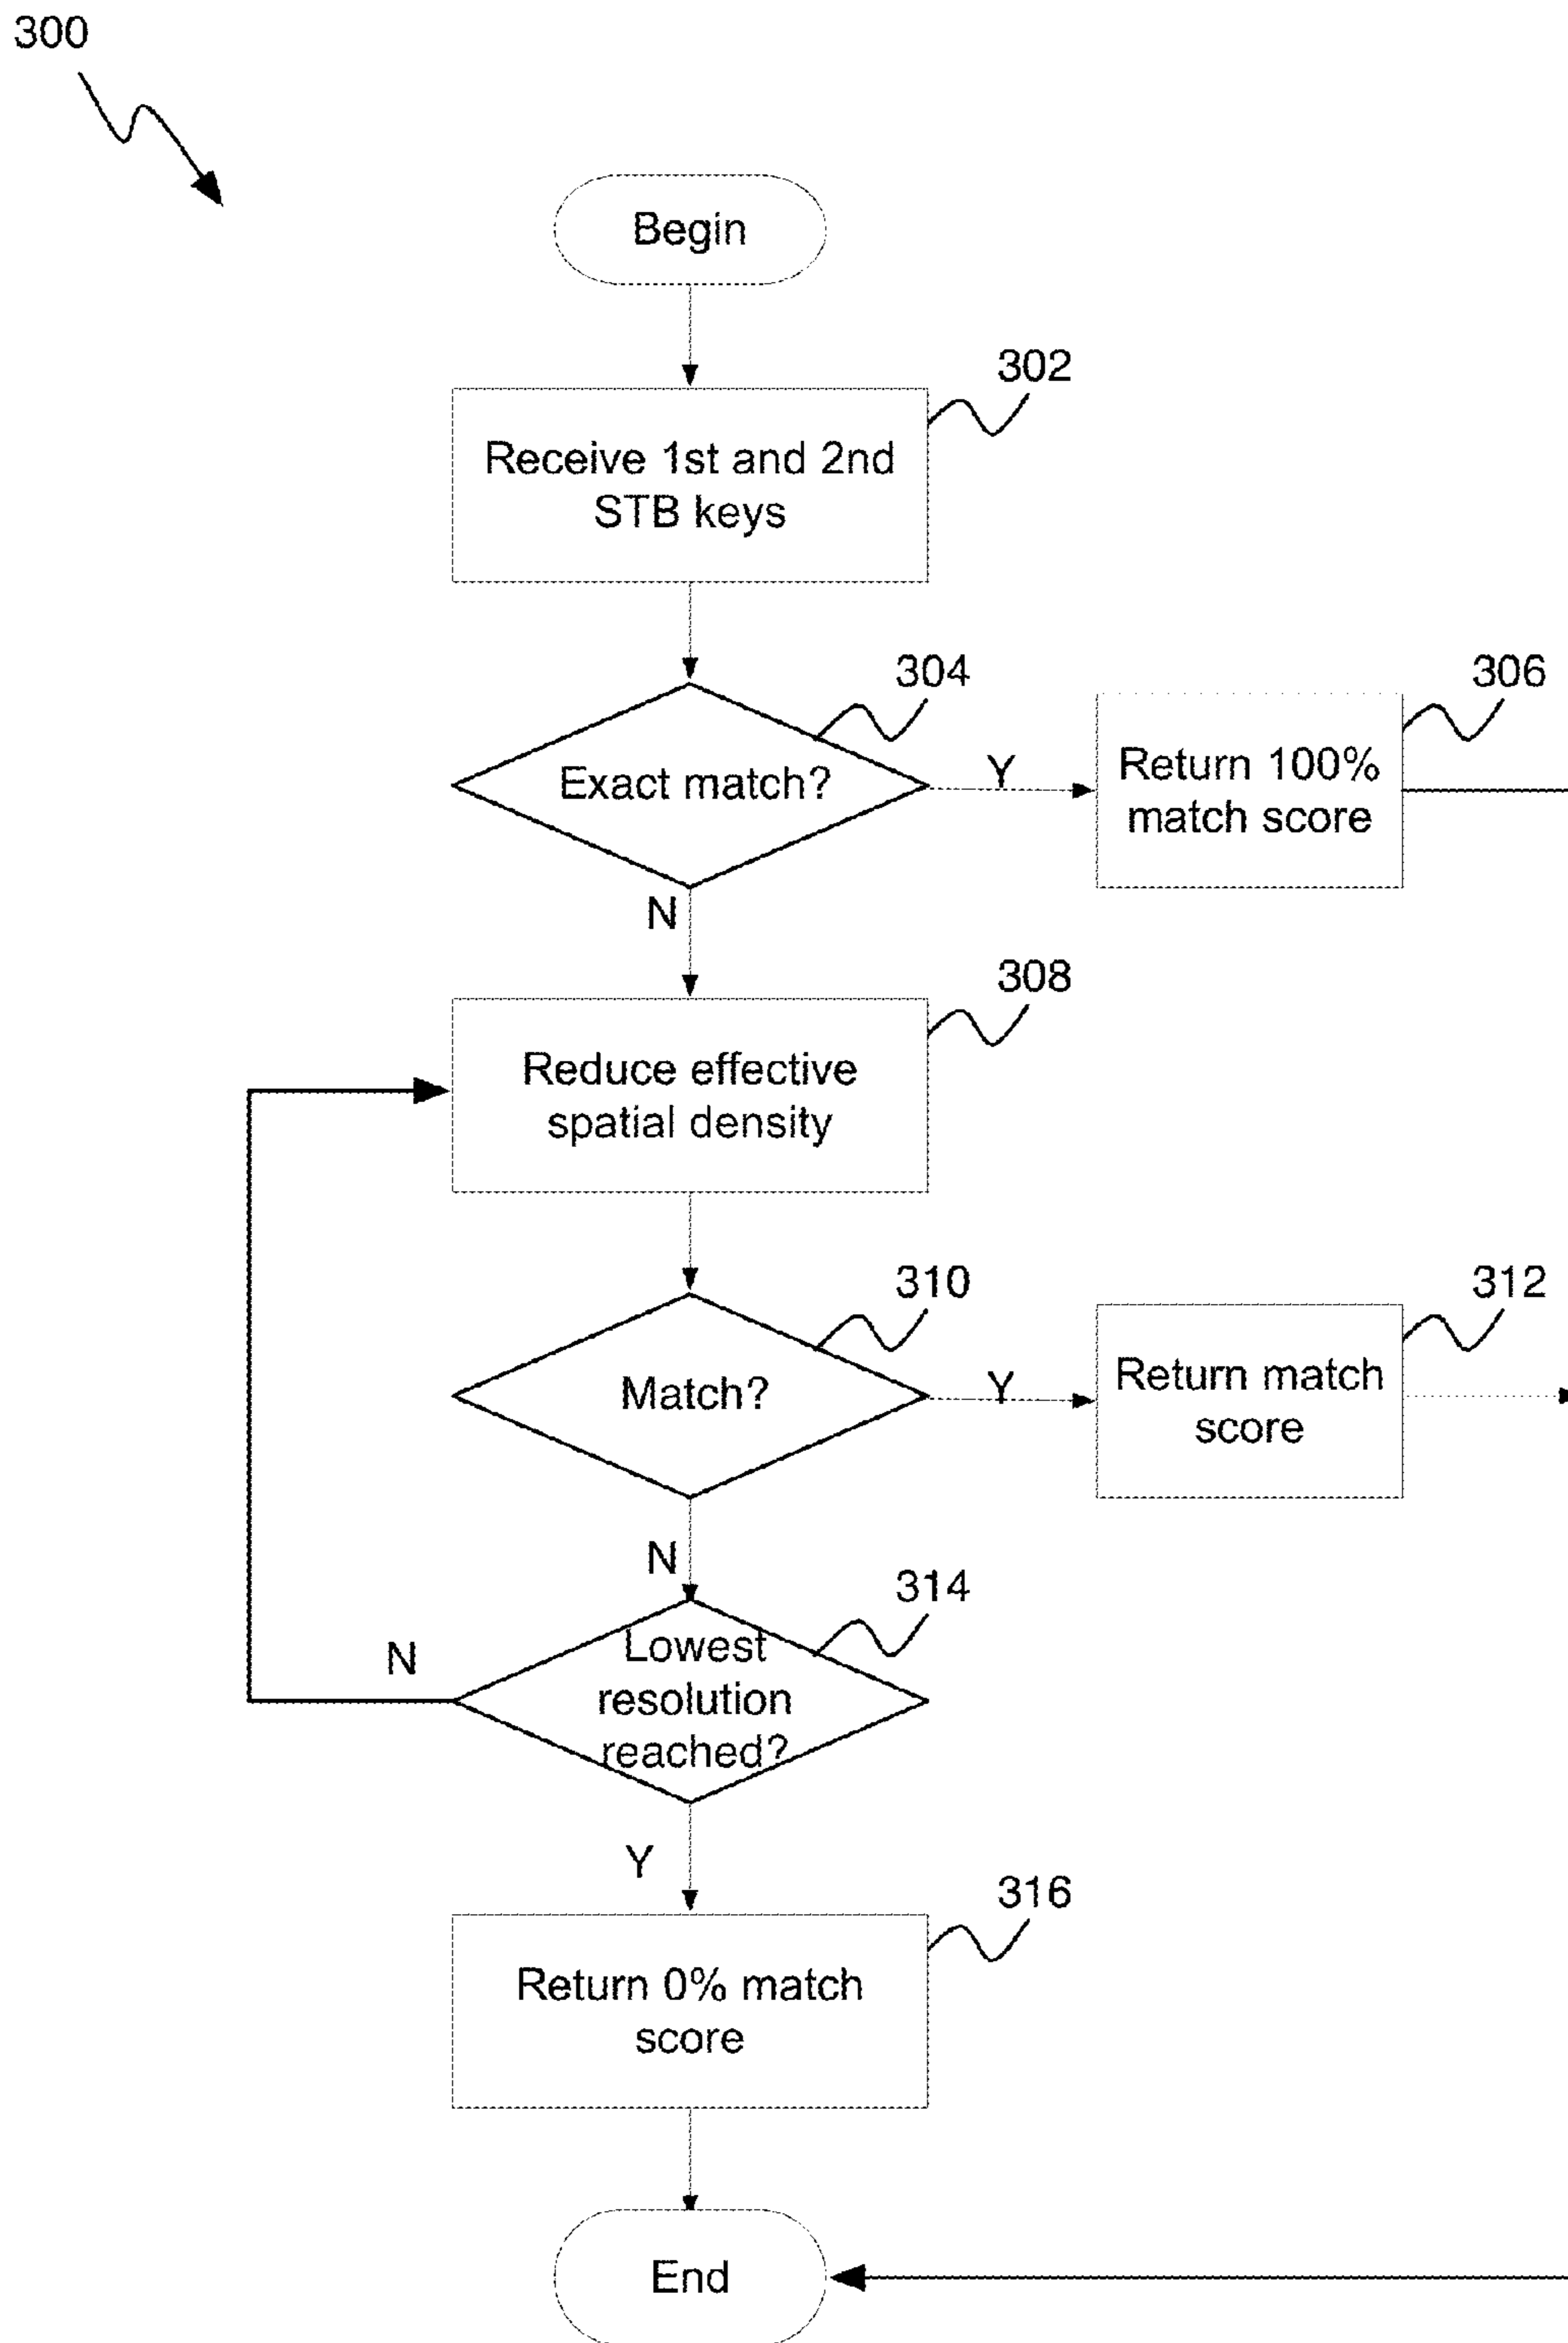 300
Begin
302
Receive 1st and 2nd
STB keys
304
306
Exact match?
Y
Return 100%
match score
N
308
Reduce effective
spatial density
310
312
Match?
Y
Return match
score
N
314
N
Lowest
resolution
reached?
Y
316
Return 0% match
score
End